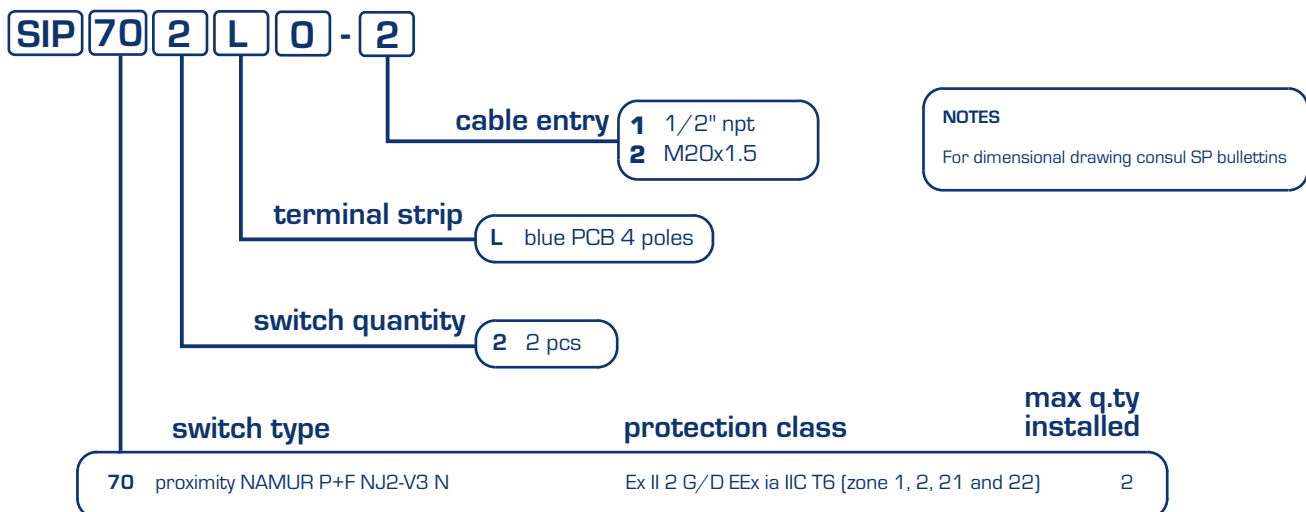 SIP 70 2 L 0 - 2
cable entry
1 1/2" npt
2 M20x1.5
NOTES
For dimensional drawing consul SP bullettins
terminal strip
L blue PCB 4 poles
switch quantity
2 2 pcs
switch type protection class max q.ty installed
70 proximity NAMUR P+F NJ2-V3 N Ex II 2 G/D EEx ia IIC T6 (zone 1, 2, 21 and 22) 2